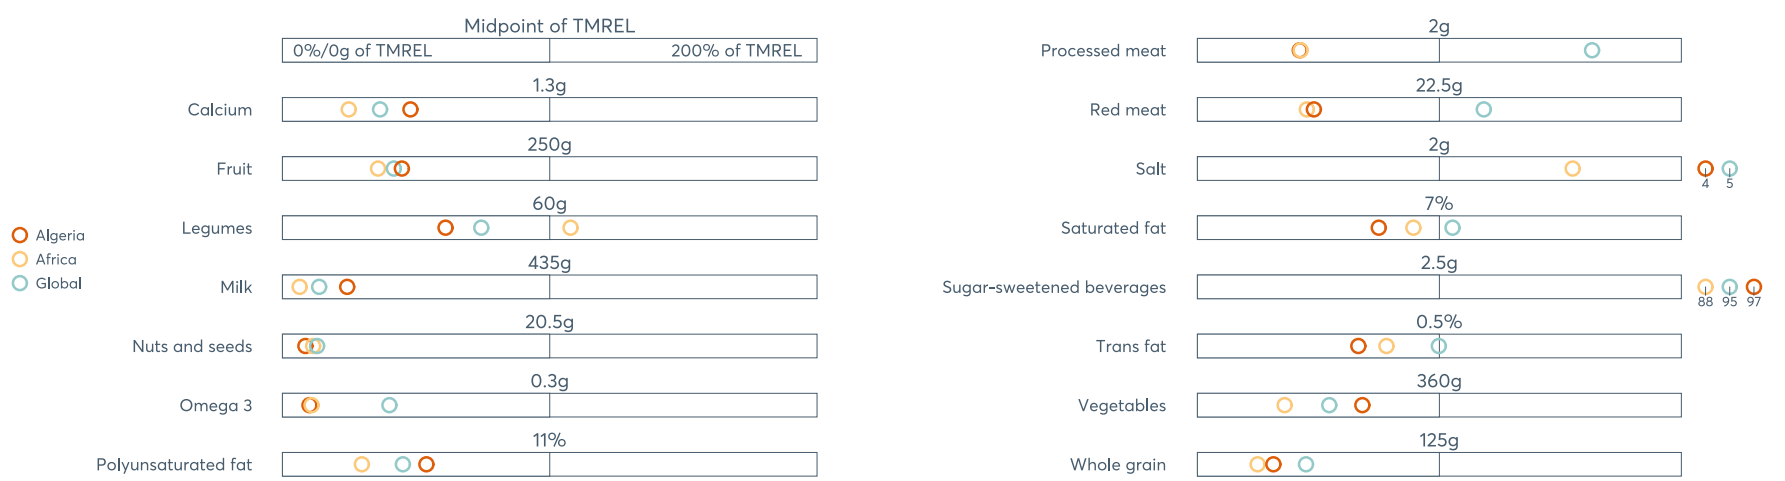 Midpoint of TMREL
0%/0g of TMREL 200% of TMREL
1.3g
Calcium
250g
Fruit
60g
Legumes
435g
Milk
20.5g
Nuts and seeds
0.3g
Omega 3
11%
Polyunsaturated fat
Algeria
Africa
Global
2g
Processed meat
22.5g
Red meat
2g
Salt
4 5
7%
Saturated fat
2.5g
Sugar-sweetened beverages
88 95 97
0.5%
Trans fat
360g
Vegetables
125g
Whole grain